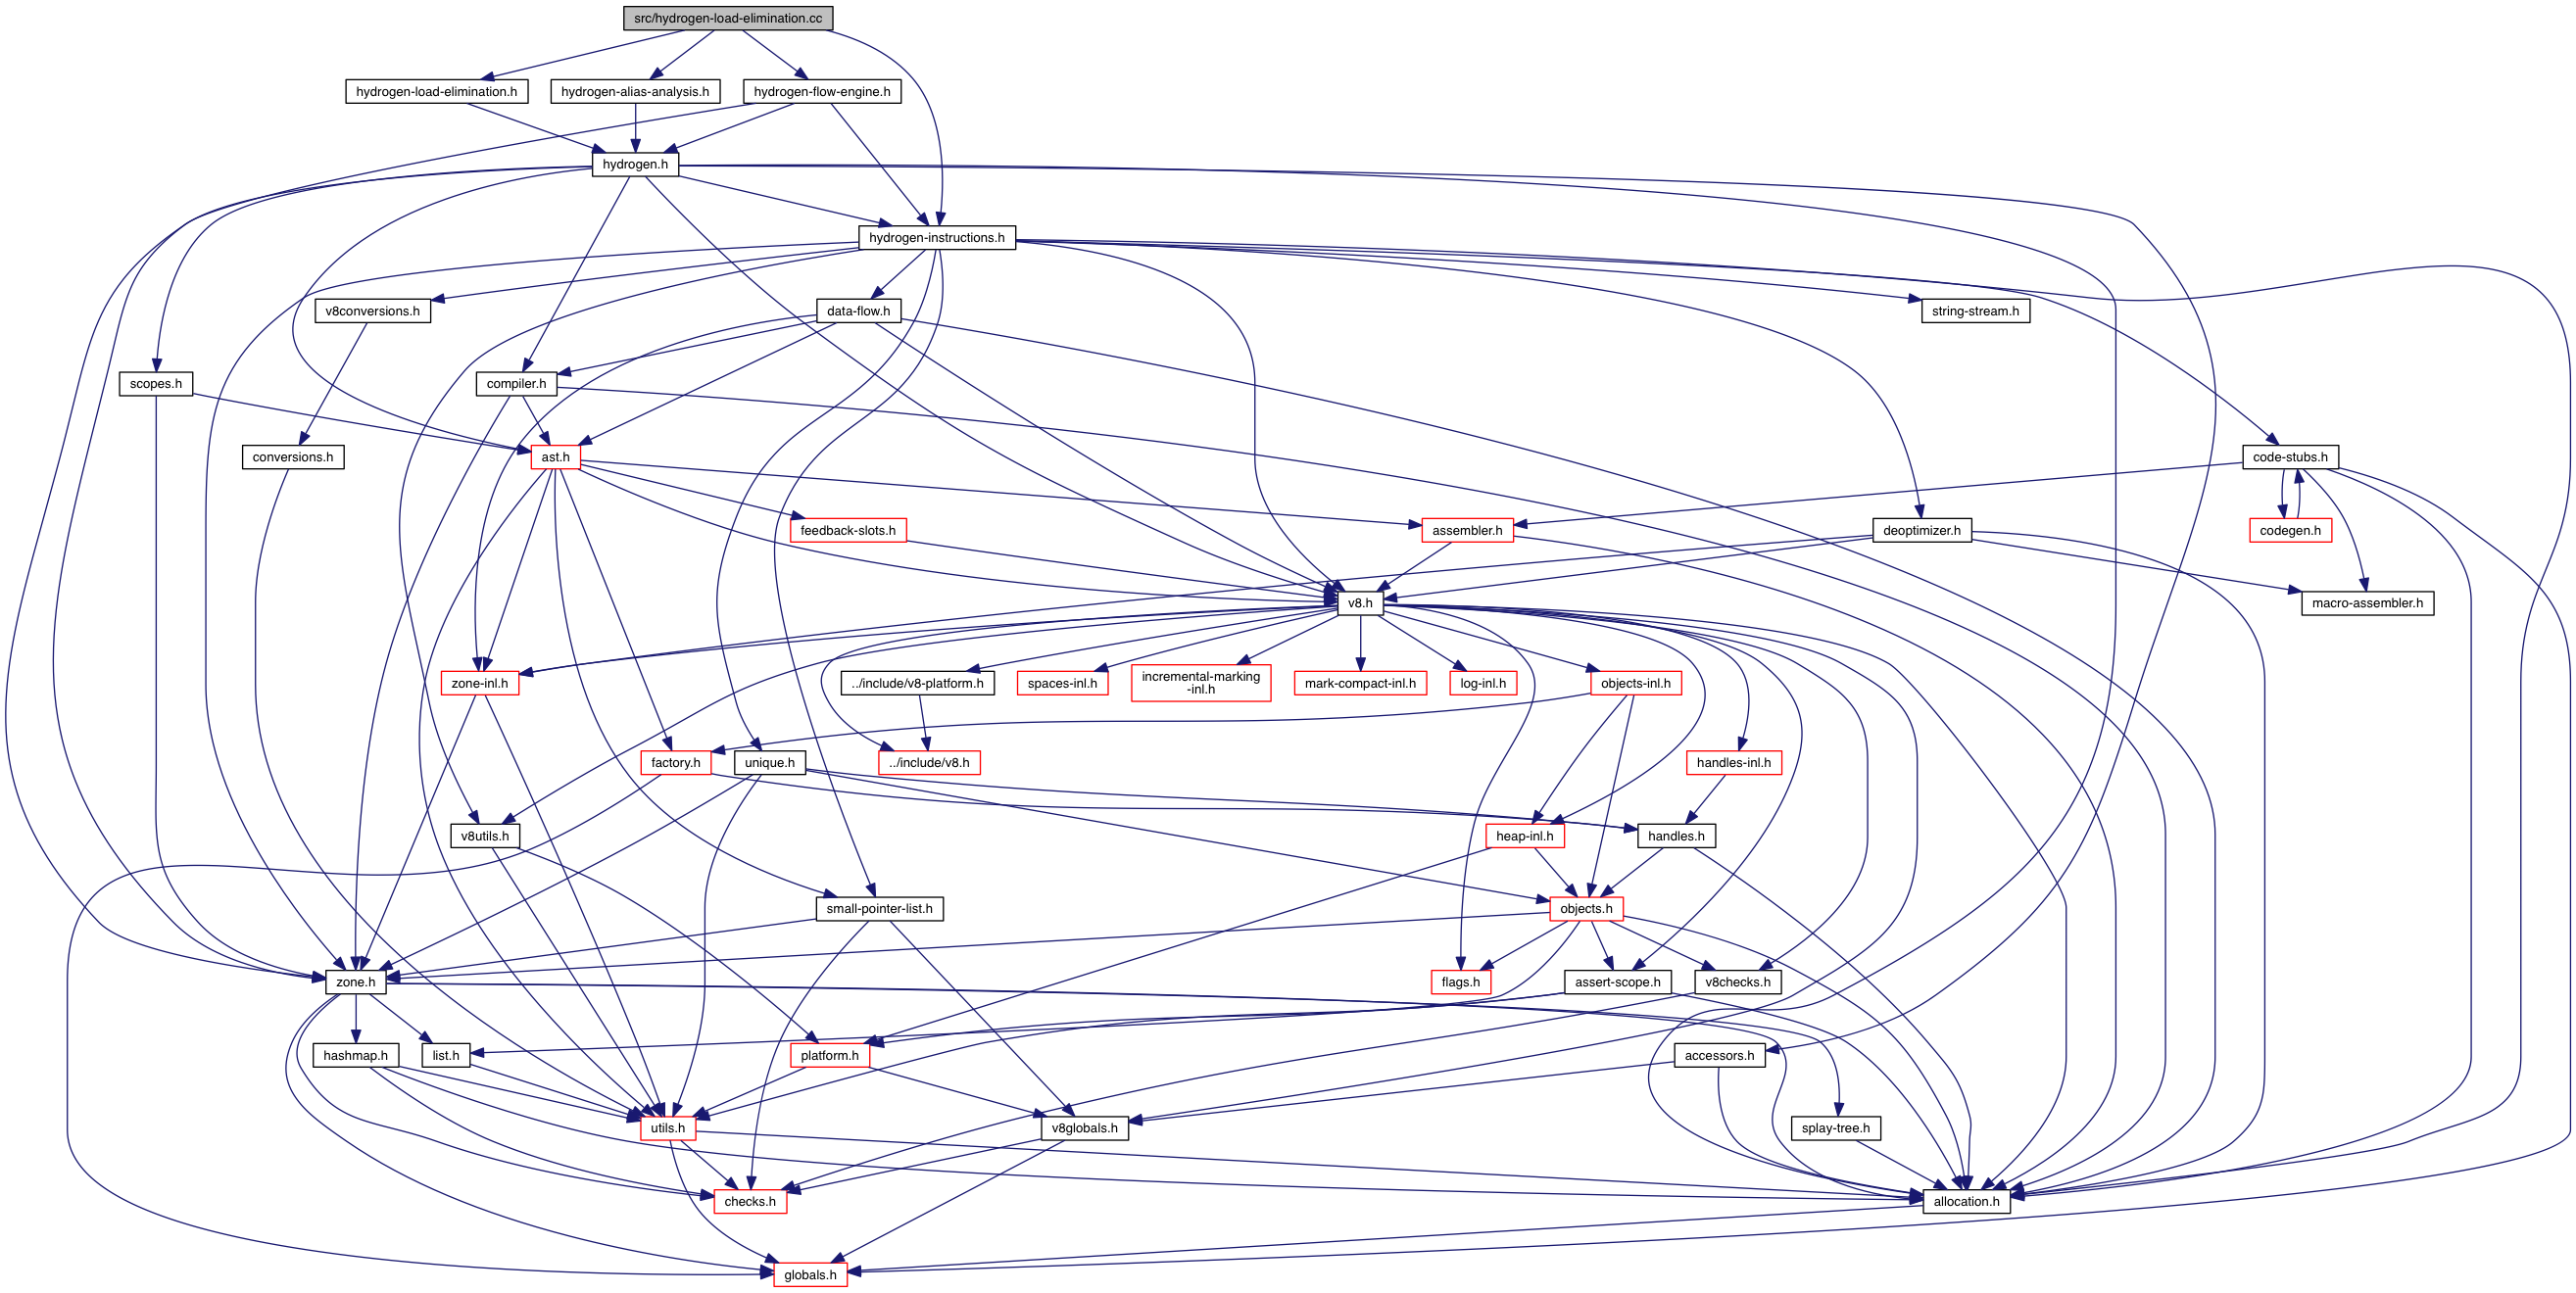 src/hydrogen-load-elimination.cc
hydrogen-load-elimination.h
hydrogen-alias-analysis.h
hydrogen-flow-engine.h
hydrogen.h
hydrogen-instructions.h
v8conversions.h
data-flow.h
string-stream.h
scopes.h
compiler.h
conversions.h
ast.h
code-stubs.h
feedback-slots.h
assembler.h
deoptimizer.h
codegen.h
v8.h
macro-assembler.h
zone-inl.h
../include/v8-platform.h
spaces-inl.h
incremental-marking
-inl.h
mark-compact-inl.h
log-inl.h
objects-inl.h
factory.h
unique.h
../include/v8.h
handles-inl.h
v8utils.h
heap-inl.h
handles.h
small-pointer-list.h
objects.h
zone.h
flags.h
assert-scope.h
v8checks.h
hashmap.h
list.h
platform.h
accessors.h
utils.h
v8globals.h
splay-tree.h
checks.h
allocation.h
globals.h